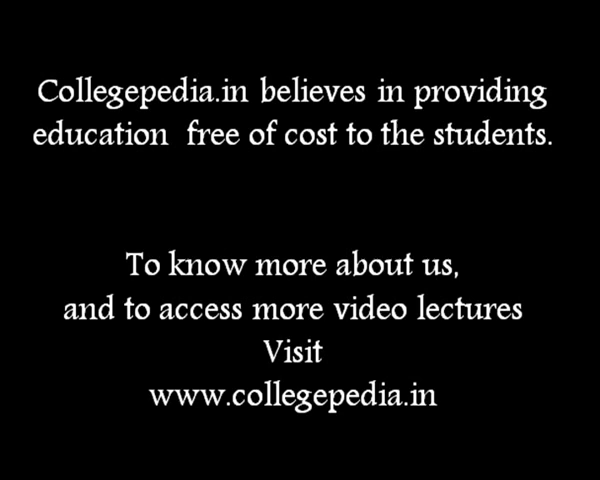 Collegepedia.in believes in providing
education free of cost to the students.
To know more about us,
and to access more video lectures
Visit
www.collegepedia.in